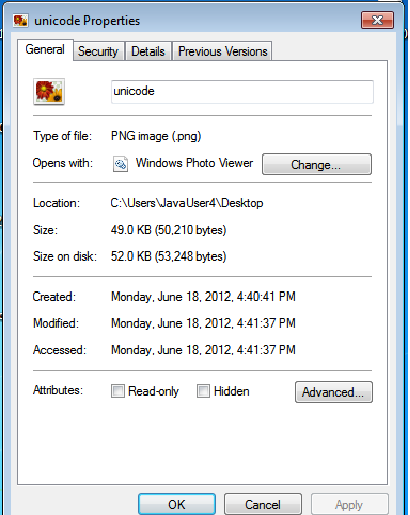 unicode Properties
General Security Details Previous Versions
unicode
Type of file: PNG image (.png)
Opens with: Windows Photo Viewer Change...
Location: C:\Users\JavaUser4\Desktop
Size: 49.0 KB (50,210 bytes)
Size on disk: 52.0 KB (53,248 bytes)
Created: Monday, June 18, 2012, 4:40:41 PM
Modified: Monday, June 18, 2012, 4:41:37 PM
Accessed: Monday, June 18, 2012, 4:41:37 PM
Attributes: Read-only Hidden Advanced...
OK Cancel Apply